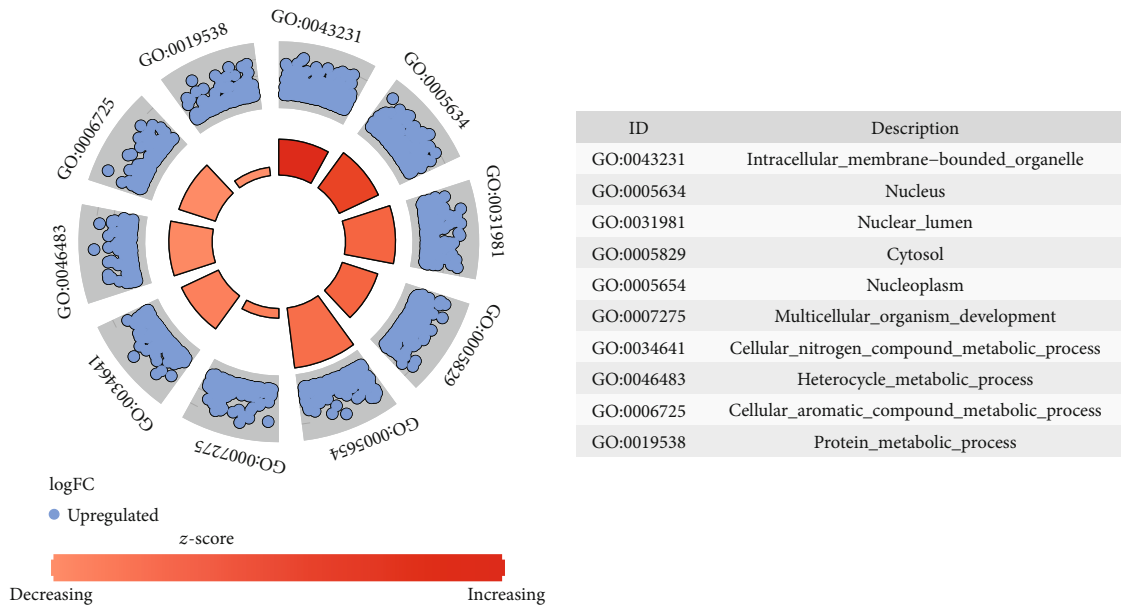 GO:0043231
GO:0005634
GO:0031981
GO:0005829
GO:0005654
GO:0007275
GO:0034641
GO:0046483
GO:0006725
GO:0019538
logFC
Upregulated
z-score
Decreasing Increasing
ID Description
GO:0043231 Intracellular_membrane−bounded_organelle
GO:0005634 Nucleus
GO:0031981 Nuclear_lumen
GO:0005829 Cytosol
GO:0005654 Nucleoplasm
GO:0007275 Multicellular_organism_development
GO:0034641 Cellular_nitrogen_compound_metabolic_process
GO:0046483 Heterocycle_metabolic_process
GO:0006725 Cellular_aromatic_compound_metabolic_process
GO:0019538 Protein_metabolic_process